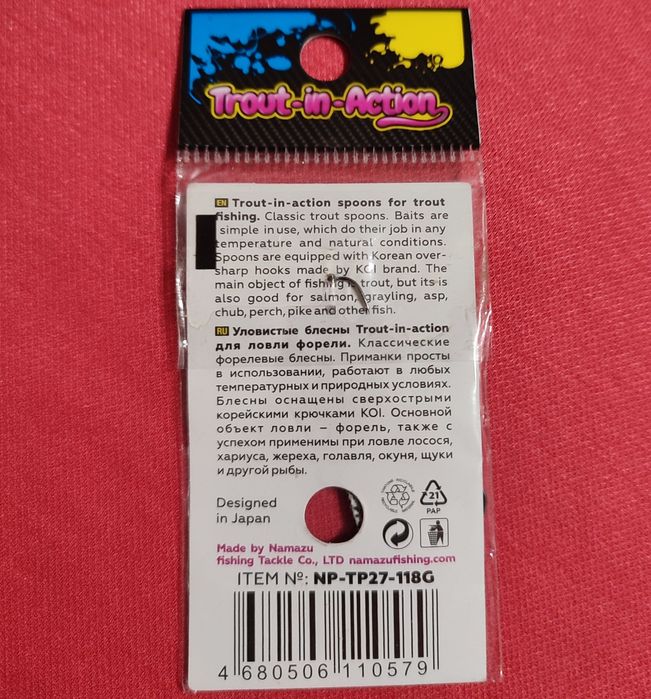 Trout-in-Action
EN Trout-in-action spoons for trout
fishing. Classic trout spoons. Baits are
simple in use, which do their job in any
temperature and natural conditions.
Spoons are equipped with Korean over-
sharp hooks made by KOI brand. The
main object of fishing is trout, but its is
also good for salmon, grayling, asp,
chub, perch, pike and other fish.
RU Уловистые блесны Trout-in-action
для ловли форели. Классические
форелевые блесны. Приманки просты
в использовании, работают в любых
температурных и природных условиях.
Блесны оснащены сверхострыми
корейскими крючками KOI. Основной
объект ловли – форель, также с
успехом применимы при ловле лосося,
хариуса, жереха, голавля, окуня, щуки
и другой рыбы.
Designed
in Japan
21
PAP
Made by Namazu
fishing Tackle Co., LTD namazufishing.com
ITEM №: NP-TP27-118G
4 680506 110579